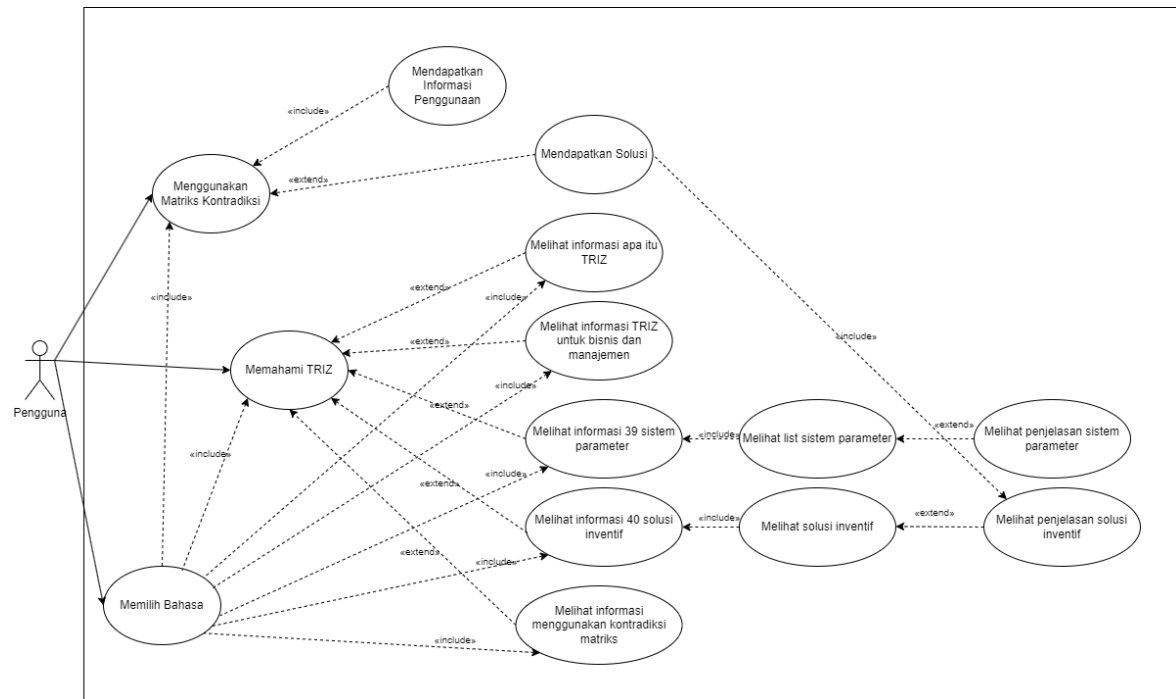 Mendapatkan
Informasi
Penggunaan
«include»
Mendapatkan Solusi
«extend»
Menggunakan
Matriks Kontradiksi
Melihat informasi apa itu
TRIZ
«extend»
«include»
«include»
Melihat informasi TRIZ
untuk bisnis dan
manajemen
«extend»
«include»
Memahami TRIZ
Pengguna
«include»
«extend»
Melihat informasi 39 sistem
parameter
«include»
Melihat list sistem parameter
«extend»
Melihat penjelasan sistem
parameter
«include»
«include»
«extend»
Melihat informasi 40 solusi
inventif
«include»
Melihat solusi inventif
«extend»
Melihat penjelasan solusi
inventif
«extend»
«include»
Memilih Bahasa
Melihat informasi
menggunakan kontradiksi
matriks
«include»